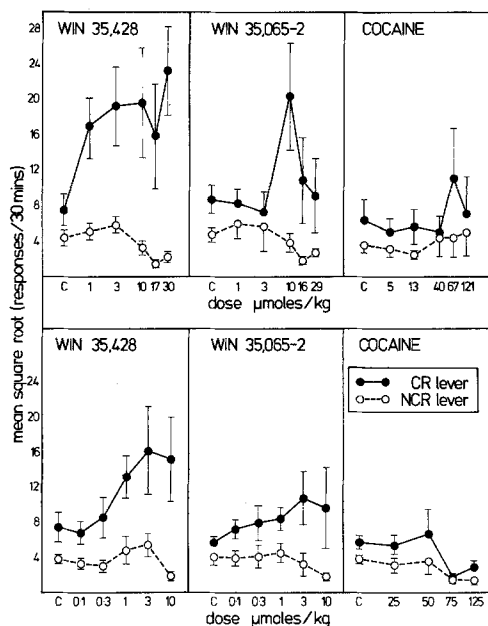 mean square root (responses/30 mins)
28
24
20
16
12
8
4
WIN 35,428
C 1 3 10 17 30
WIN 35,065-2
C 1 3 10 16 29
dose μmoles/kg
COCAINE
C 5 13 40 67 121
24
16
12
8
4
WIN 35,428
C 01 03 1 3 10
WIN 35,065-2
C 01 03 1 3 10
dose μmoles/kg
COCAINE
CR lever
NCR lever
C 25 50 75 125